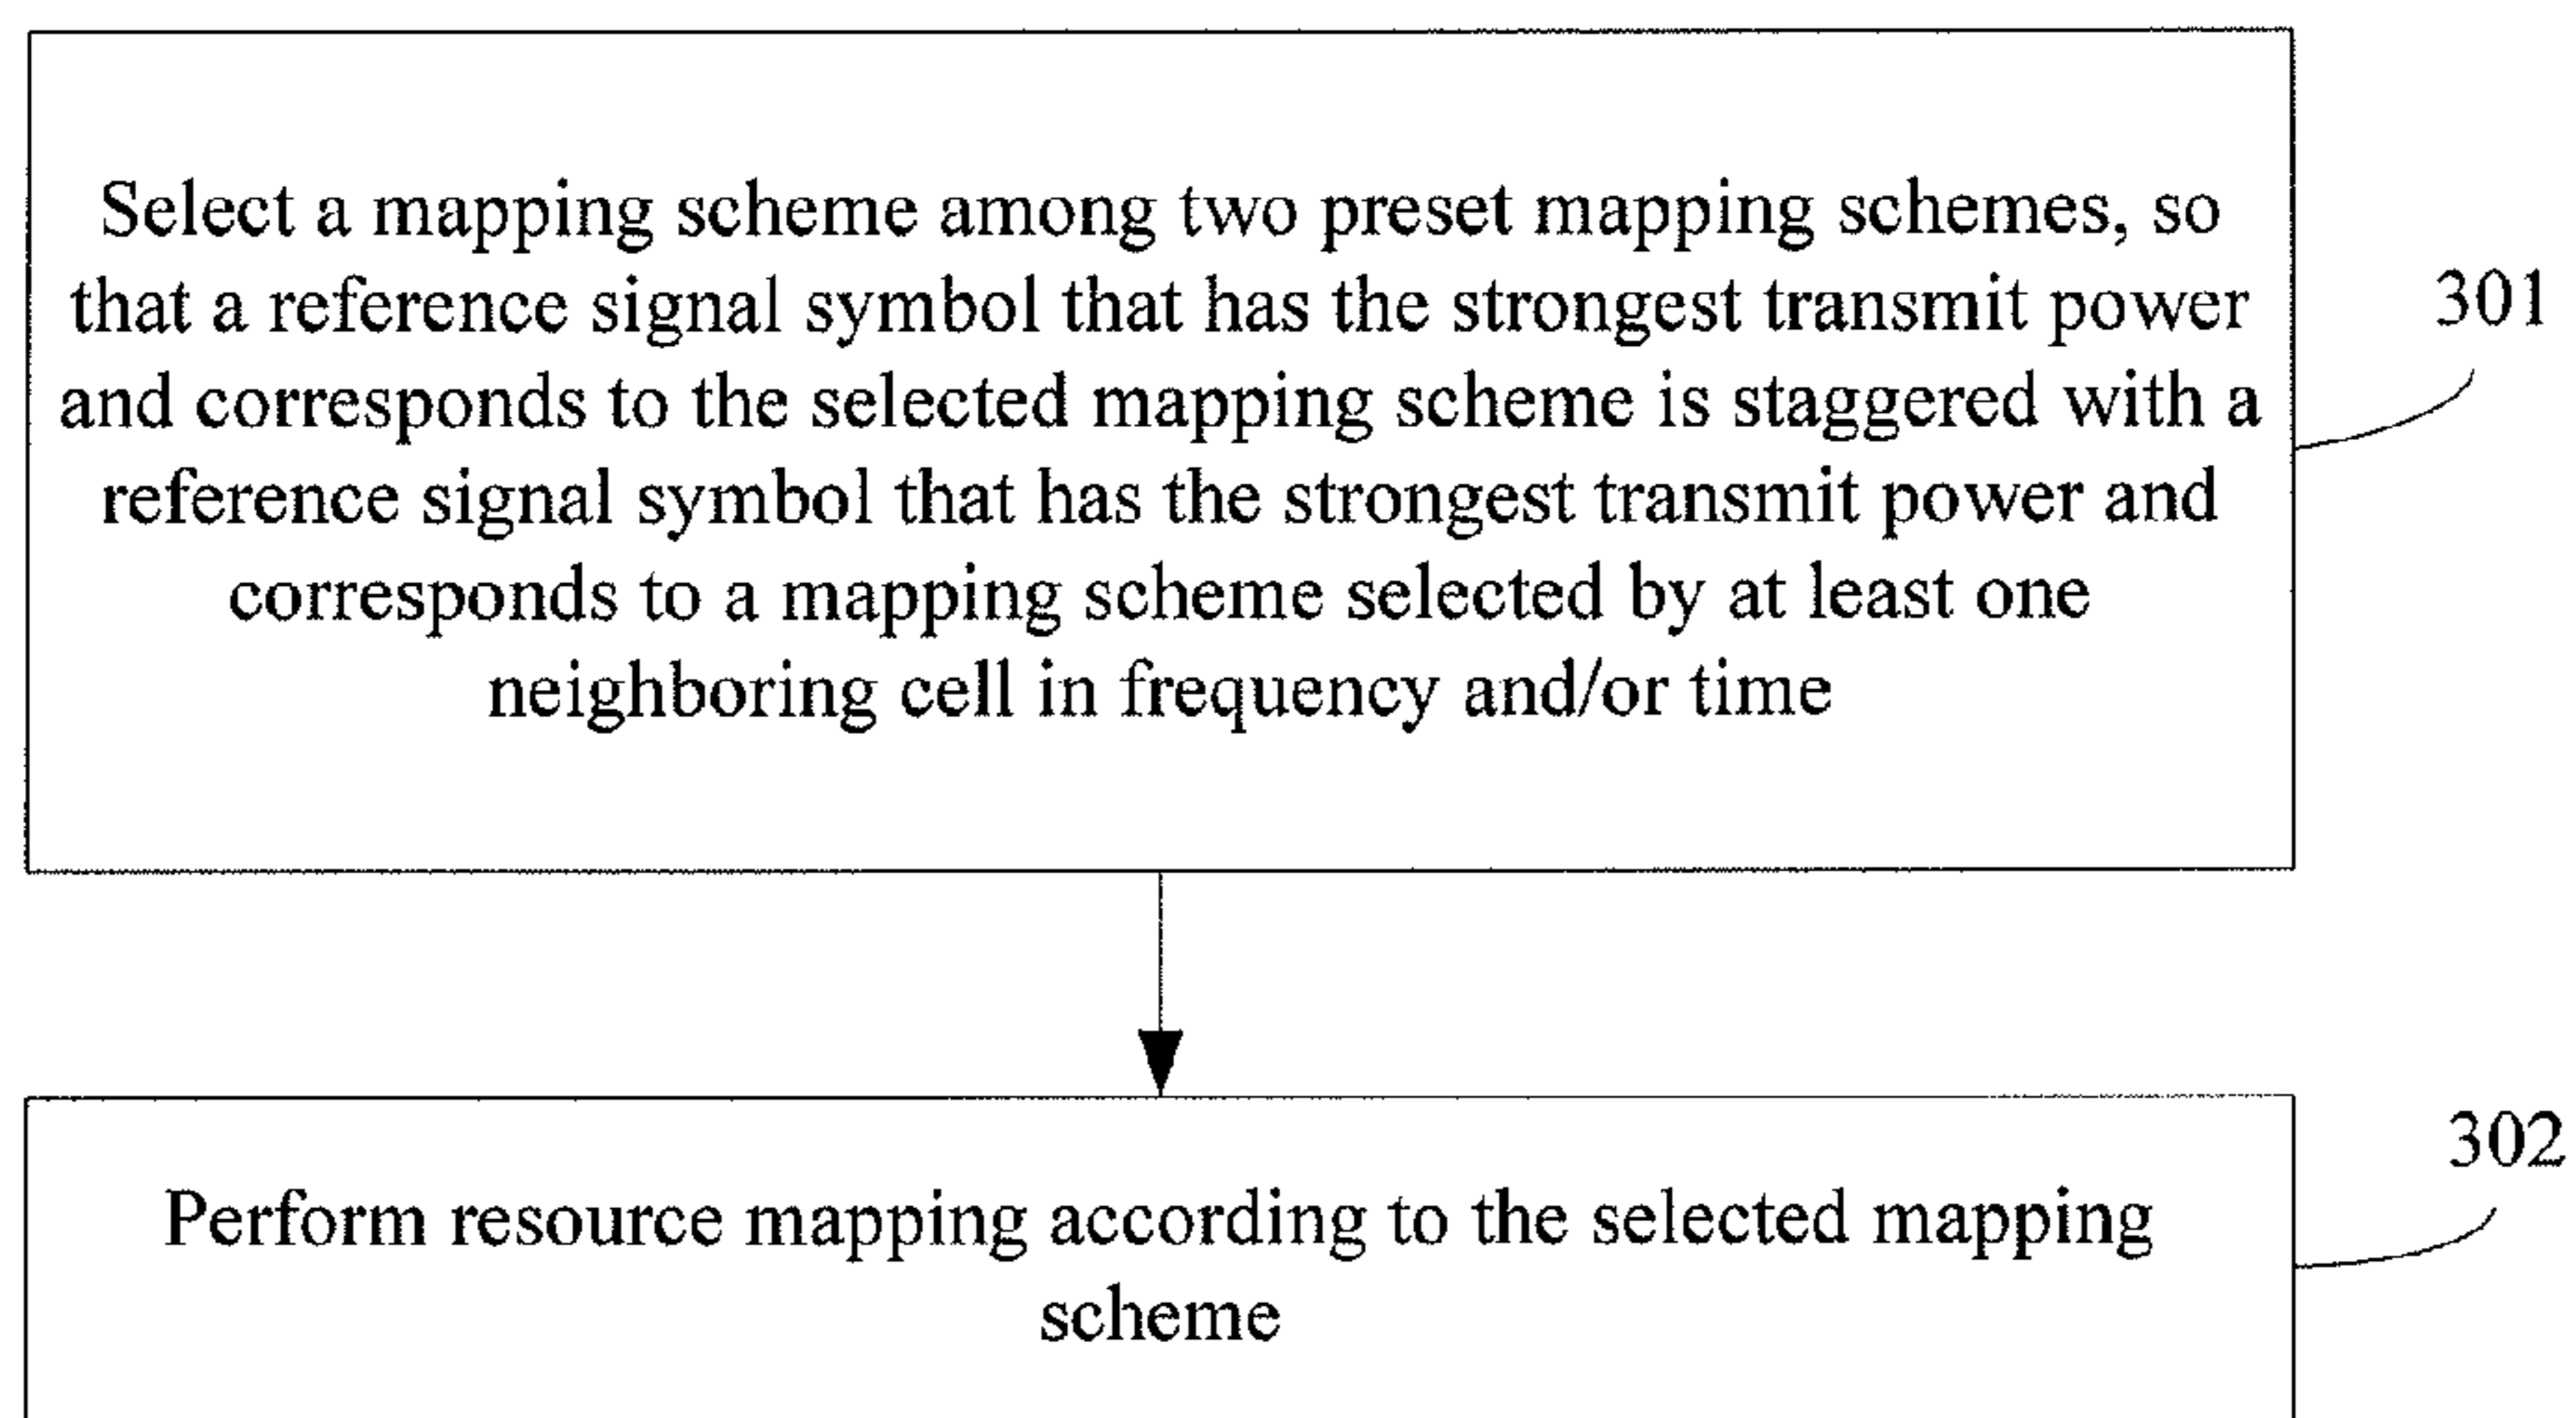 Select a mapping scheme among two preset mapping schemes, so
that a reference signal symbol that has the strongest transmit power
and corresponds to the selected mapping scheme is staggered with a
reference signal symbol that has the strongest transmit power and
corresponds to a mapping scheme selected by at least one
neighboring cell in frequency and/or time
301
Perform resource mapping according to the selected mapping
scheme
302